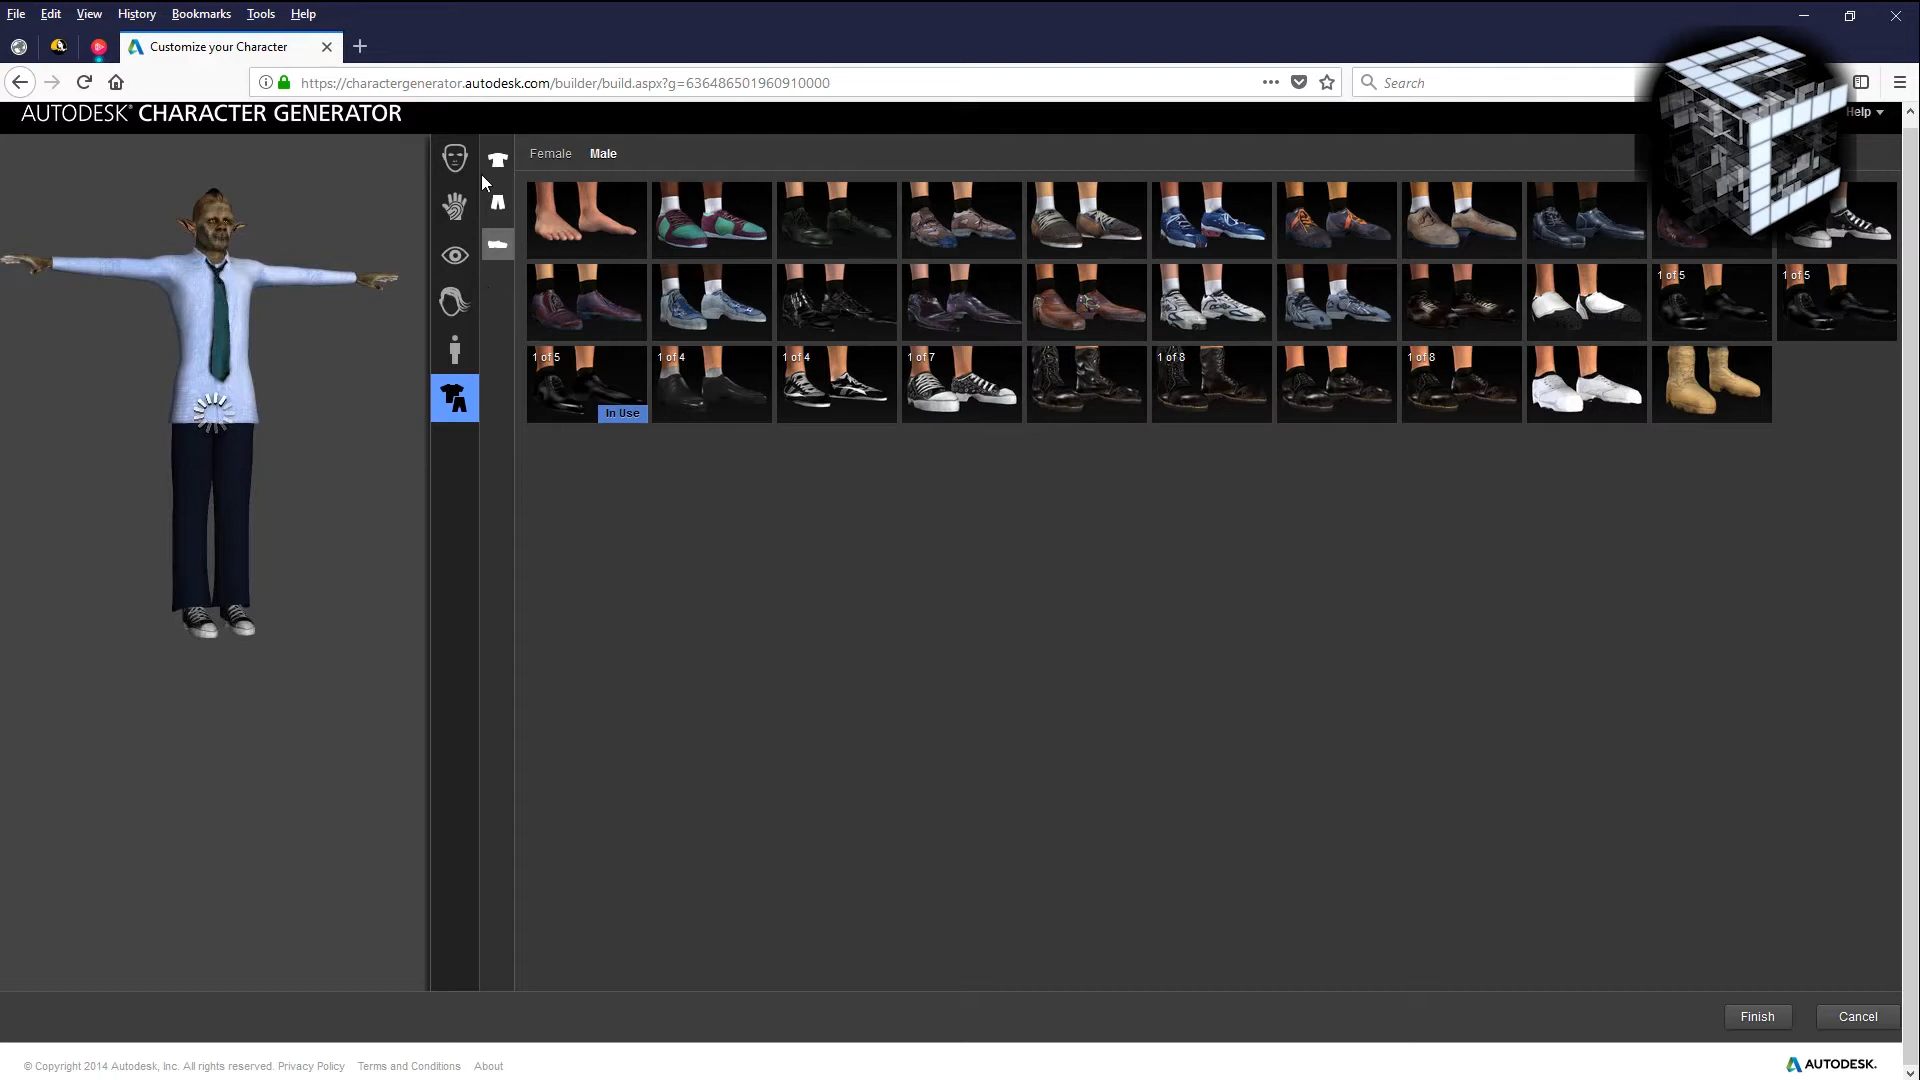 File Edit View History Bookmarks Tools Help
Customize your Character
https://charactergenerator.autodesk.com/builder/build.aspx?g=636486501960910000
Search
AUTODESK® CHARACTER GENERATOR
Help
Female Male
1 of 5 1 of 5
1 of 5 1 of 4 1 of 4 1 of 7 1 of 8 1 of 8
In Use
Finish Cancel
© Copyright 2014 Autodesk, Inc. All rights reserved. Privacy Policy Terms and Conditions About
AUTODESK.